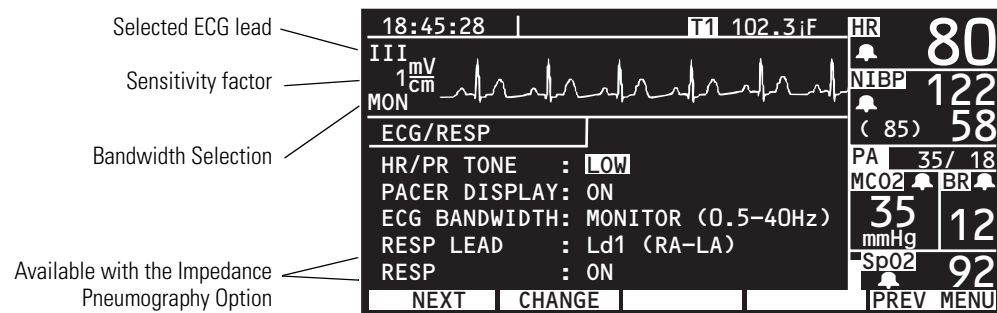 Selected ECG lead
Sensitivity factor
Bandwidth Selection
Available with the Impedance
Pneumography Option
18:45:28 T1 102.3¡F
III
1 mV
cm
MON
ECG/RESP
HR/PR TONE : LOW
PACER DISPLAY: ON
ECG BANDWIDTH: MONITOR (0.5-40Hz)
RESP LEAD : Ld1 (RA-LA)
RESP : ON
NEXT CHANGE PREV MENU
HR 80
NIBP 122
( 85) 58
PA 35/ 18
MCO2 BR
35 12
mmHg
SpO2 92